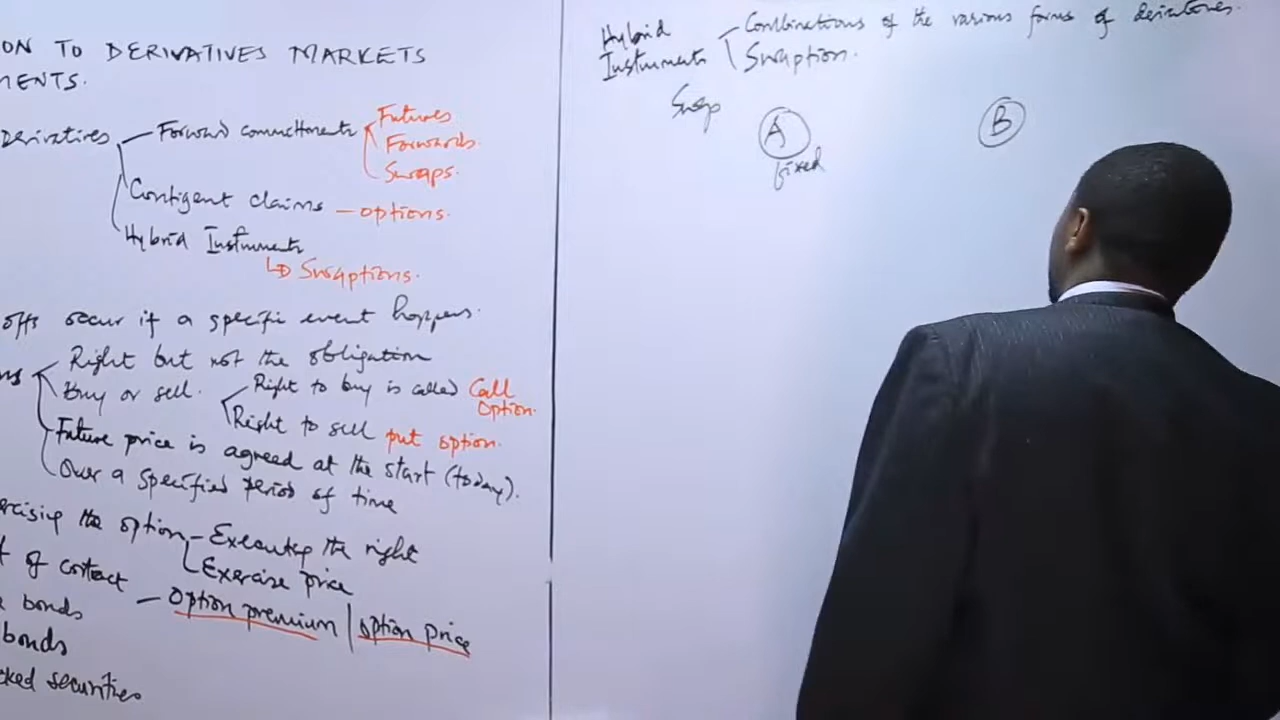 ON TO DERIVATIVES MARKETS
MENTS.
Derivatives
Forward commitments
Futures
Forwards
Swaps.
Contigent claims - options.
Hybrid Instruments
Swaptions.
offs occur if a specific event happens.
Right but not the obligation
Buy or sell.
Right to buy is called Call
Option.
Right to sell put option.
Future price is agreed at the start (today).
Over a specified period of time
ercising the option - Executing the right
Exercise price
of contract - Option premium | option price
bonds
bonds
cked securities
Hybrid
Instruments
Combinations of the various forms of derivatives.
Swaption.
Swap
A
fixed
B